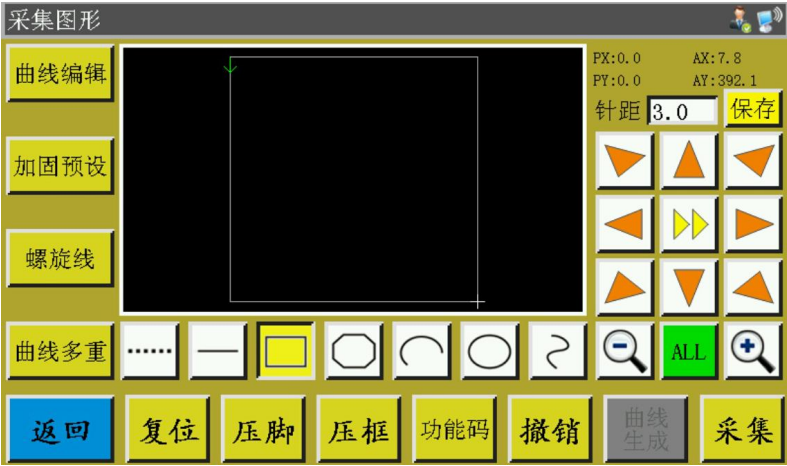 采集图形
曲线编辑
PX:0.0 AX:7.8
PY:0.0 AY:392.1
针距 3.0 保存
加固预设
螺旋线
曲线多重 ALL
返回 复位 压脚 压框 功能码 撤销 曲线 采集
生成